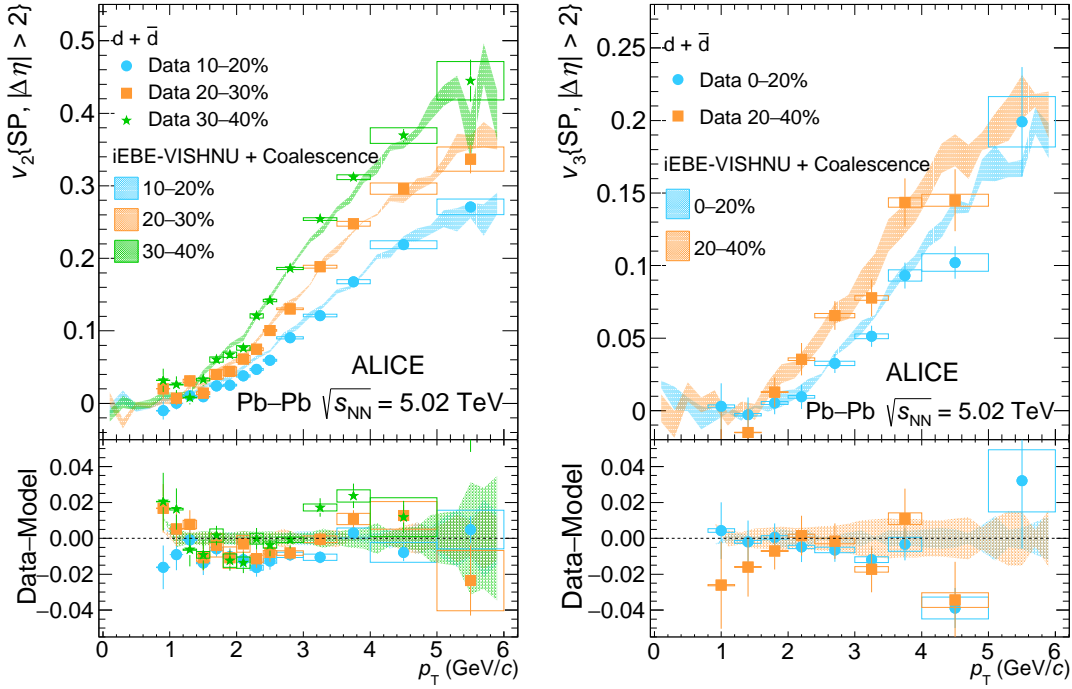 v₂{SP, |Δη| > 2}
0.5
0.4
0.3
0.2
0.1
0
d + d̅
Data 10–20%
Data 20–30%
Data 30–40%
iEBE-VISHNU + Coalescence
10–20%
20–30%
30–40%
ALICE
Pb–Pb √s_NN = 5.02 TeV
Data–Model
0.04
0.02
0.00
−0.02
−0.04
0 1 2 3 4 5 6
p_T (GeV/c)
v₃{SP, |Δη| > 2}
0.25
0.2
0.15
0.1
0.05
0
d + d̅
Data 0–20%
Data 20–40%
iEBE-VISHNU + Coalescence
0–20%
20–40%
ALICE
Pb–Pb √s_NN = 5.02 TeV
Data–Model
0.04
0.02
0.00
−0.02
−0.04
0 1 2 3 4 5 6
p_T (GeV/c)